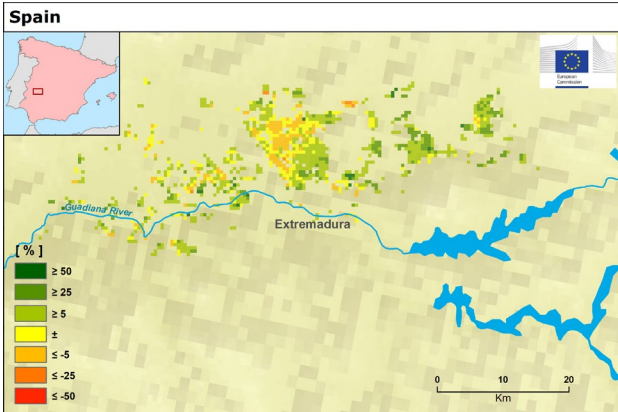 Spain
European
Commission
Guadiana River
Extremadura
[ % ]
≥ 50
≥ 25
≥ 5
±
≤ -5
≤ -25
≤ -50
0 10 20
Km